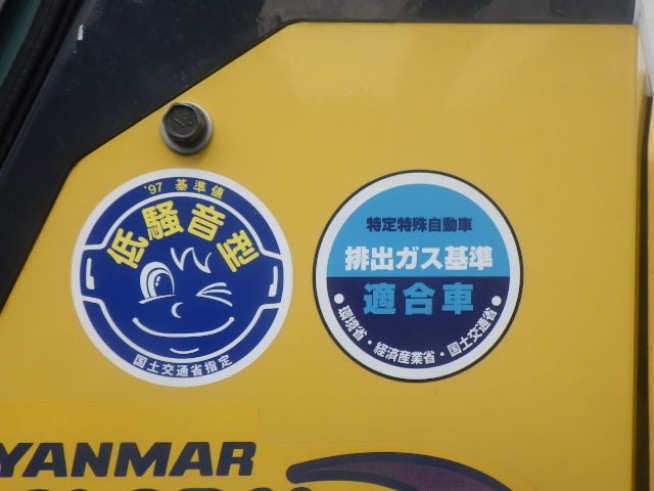 '97 基準値
低騒音型
国土交通省指定
特定特殊自動車
排出ガス基準
適合車
●環境省・経済産業省・国土交通省●
YANMAR